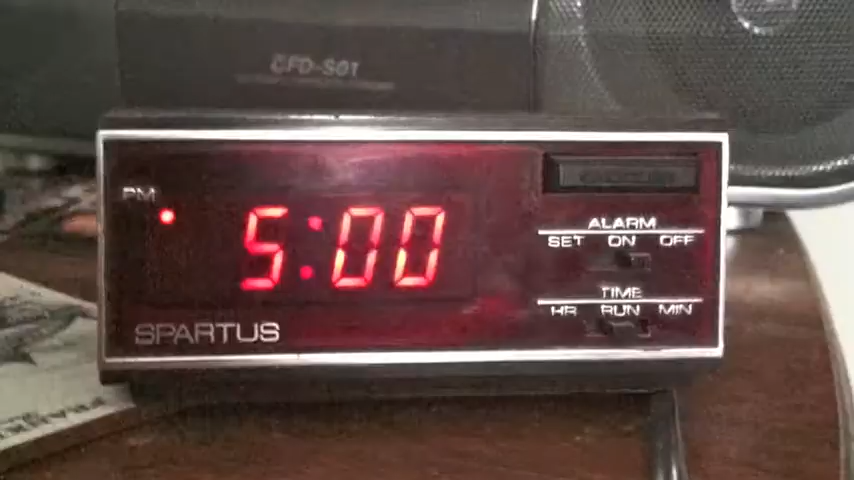 CFD-S01
PM
5:00
ALARM
SET ON OFF
TIME
HR RUN MIN
SPARTUS